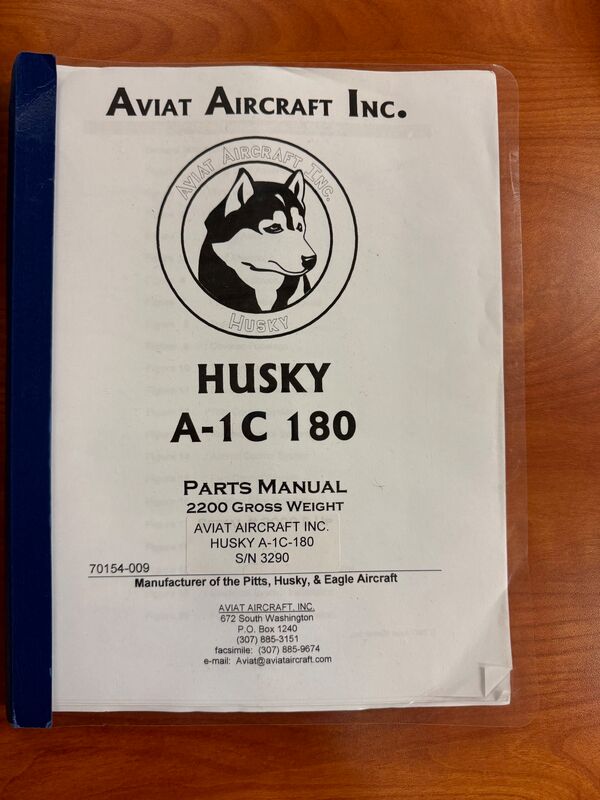 AVIAT AIRCRAFT INC.
AVIAT AIRCRAFT INC.
HUSKY
HUSKY
A-1C 180
PARTS MANUAL
2200 GROSS WEIGHT
AVIAT AIRCRAFT INC.
HUSKY A-1C-180
S/N 3290
70154-009
Manufacturer of the Pitts, Husky, & Eagle Aircraft
AVIAT AIRCRAFT, INC.
672 South Washington
P.O. Box 1240
(307) 885-3151
facsimile: (307) 885-9674
e-mail: Aviat@aviataircraft.com